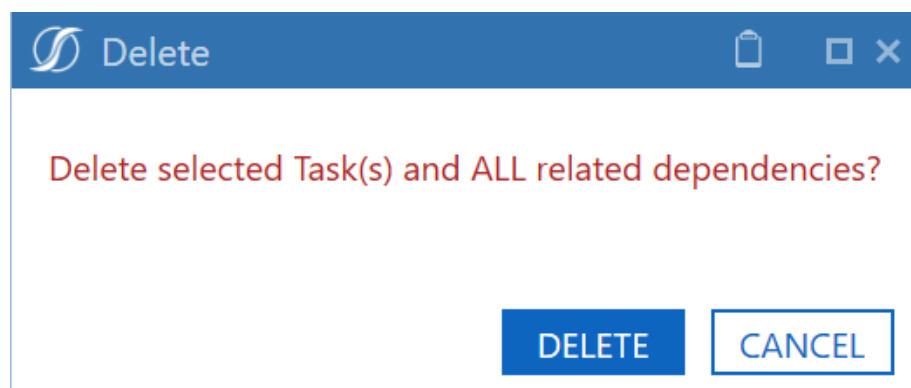 Delete
Delete selected Task(s) and ALL related dependencies?
DELETE
CANCEL